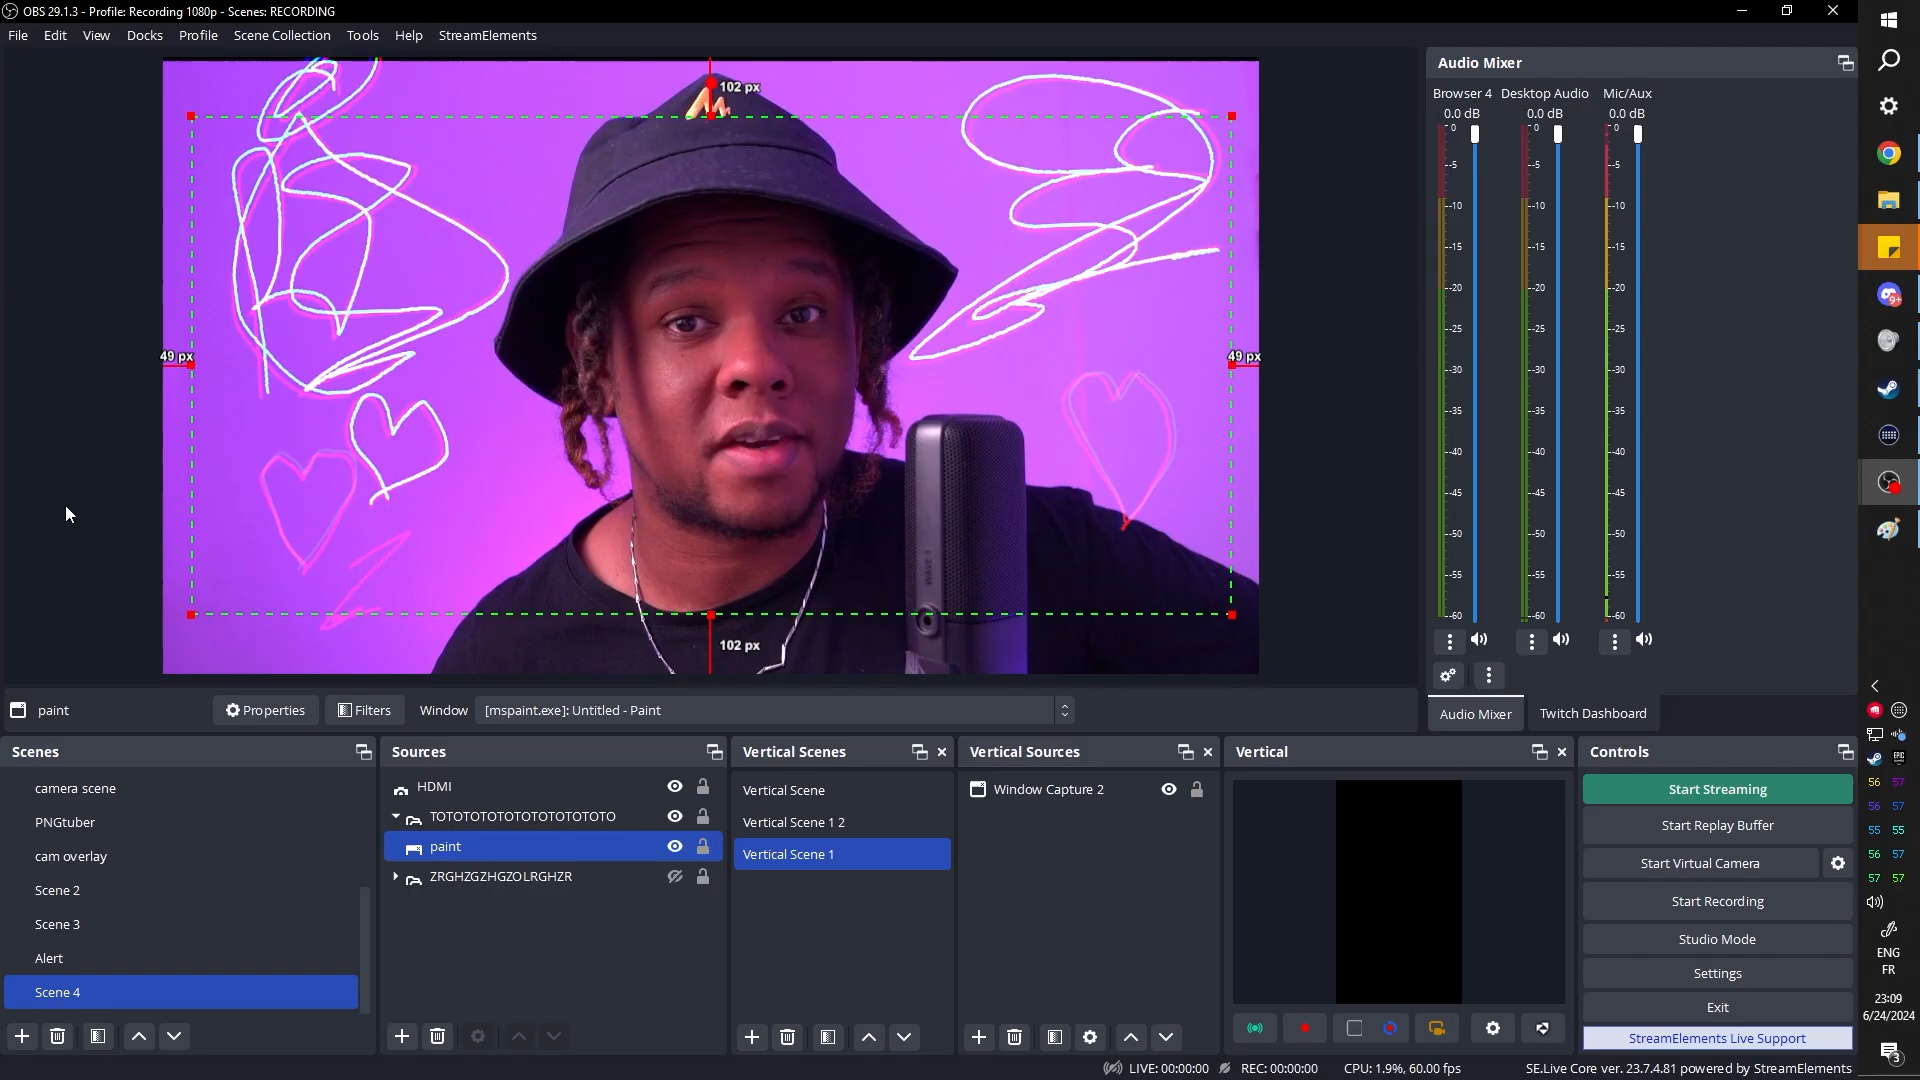 OBS 29.1.3 - Profile: Recording 1080p - Scenes: RECORDING
File Edit View Docks Profile Scene Collection Tools Help StreamElements
102 px
49 px
49 px
102 px
Audio Mixer
Browser 4 Desktop Audio Mic/Aux
0.0 dB 0.0 dB 0.0 dB
0 0 0
-5 -5 -5
-10 -10 -10
-15 -15 -15
-20 -20 -20
-25 -25 -25
-30 -30 -30
-35 -35 -35
-40 -40 -40
-45 -45 -45
-50 -50 -50
-55 -55 -55
-60 -60 -60
Audio Mixer Twitch Dashboard
paint Properties Filters Window [mspaint.exe]: Untitled - Paint
Scenes
camera scene
PNGtuber
cam overlay
Scene 2
Scene 3
Alert
Scene 4
Sources
HDMI
TOTOTOTOTOTOTOTOTOTOTO
paint
ZRGHZGZHGZOLRGHZR
Vertical Scenes
Vertical Scene
Vertical Scene 1 2
Vertical Scene 1
Vertical Sources
Window Capture 2
Vertical
Controls
Start Streaming
Start Replay Buffer
Start Virtual Camera
Start Recording
Studio Mode
Settings
Exit
StreamElements Live Support
LIVE: 00:00:00 REC: 00:00:00 CPU: 1.9%, 60.00 fps SE.Live Core ver. 23.7.4.81 powered by StreamElements
9+
EPIC
56 57
56 57
55 55
56 57
57 57
ENG
FR
23:09
6/24/2024
3